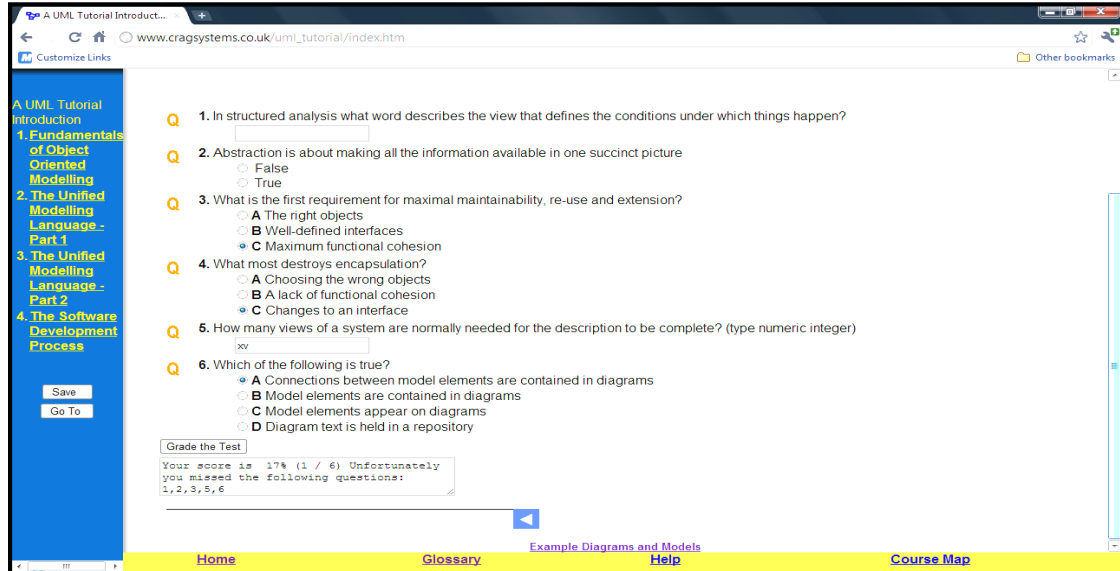 A UML Tutorial Introduct...
www.cragsystems.co.uk/uml_tutorial/index.htm
Customize Links
Other bookmarks
A UML Tutorial
Introduction
1. Fundamentals
of Object
Oriented
Modelling
2. The Unified
Modelling
Language -
Part 1
3. The Unified
Modelling
Language -
Part 2
4. The Software
Development
Process
Save
Go To
Q 1. In structured analysis what word describes the view that defines the conditions under which things happen?
Q 2. Abstraction is about making all the information available in one succinct picture
False
True
Q 3. What is the first requirement for maximal maintainability, re-use and extension?
A The right objects
B Well-defined interfaces
C Maximum functional cohesion
Q 4. What most destroys encapsulation?
A Choosing the wrong objects
B A lack of functional cohesion
C Changes to an interface
Q 5. How many views of a system are normally needed for the description to be complete? (type numeric integer)
xv
Q 6. Which of the following is true?
A Connections between model elements are contained in diagrams
B Model elements are contained in diagrams
C Model elements appear on diagrams
D Diagram text is held in a repository
Grade the Test
Your score is 17% (1 / 6) Unfortunately
you missed the following questions:
1,2,3,5,6
Example Diagrams and Models
Home Glossary Help Course Map